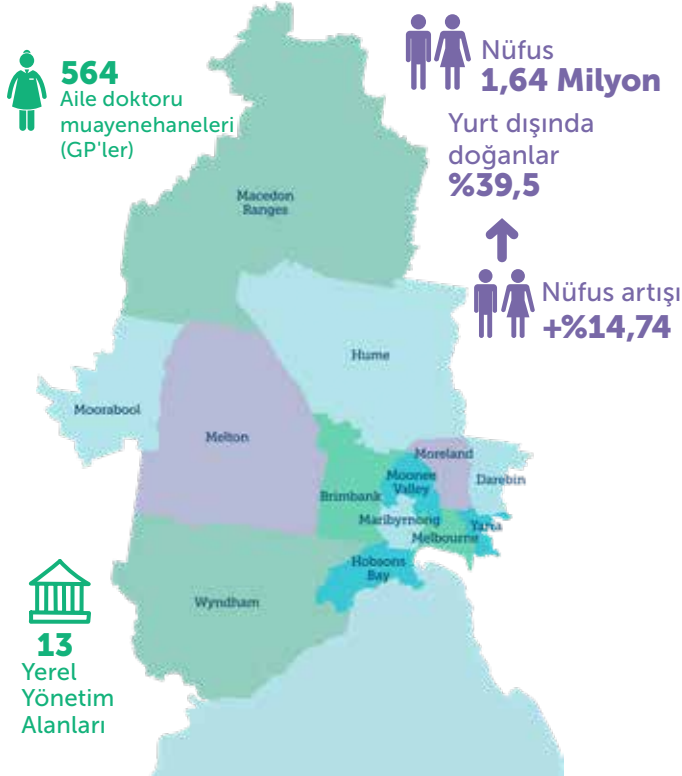 564
Aile doktoru
muayenehaneleri
(GP'ler)
Nüfus
1,64 Milyon
Yurt dışında
doğanlar
%39,5
Nüfus artışı
+%14,74
Macedon
Ranges
Hume
Moorabool
Melton
Moreland
Darebin
Moonee
Valley
Brimbank
Maribyrnong
Yarra
Melbourne
Hobsons
Bay
Wyndham
13
Yerel
Yönetim
Alanları